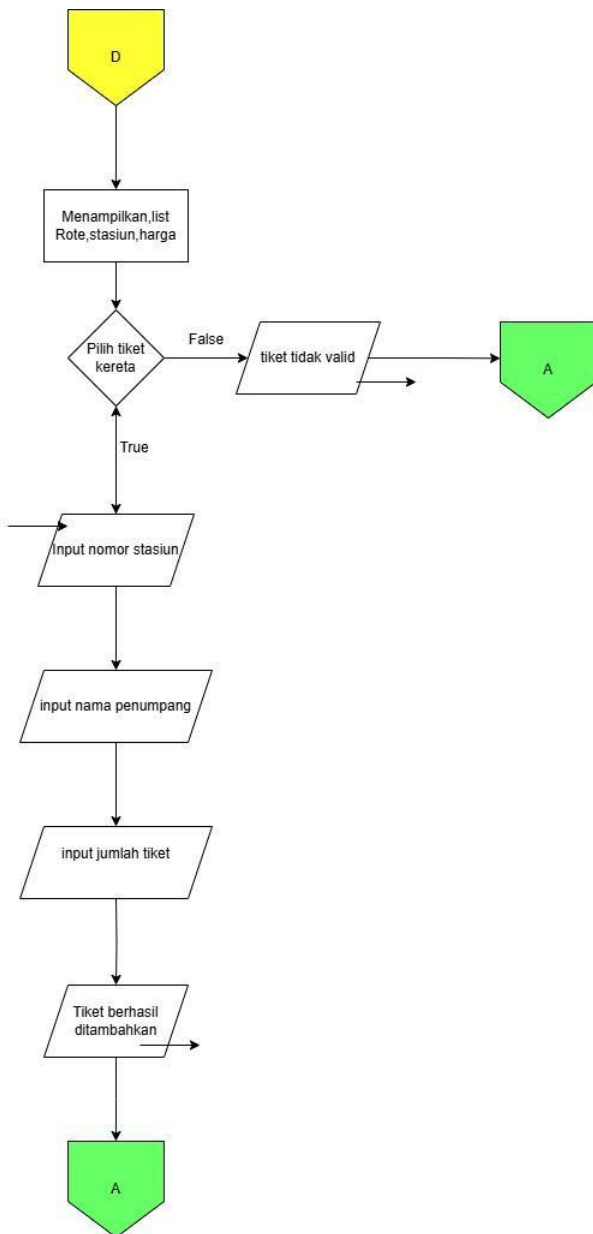 D
Menampilkan,list
Rote,stasiun,harga
Pilih tiket
kereta
False
tiket tidak valid
A
True
Input nomor stasiun
input nama penumpang
input jumlah tiket
Tiket berhasil
ditambahkan
A